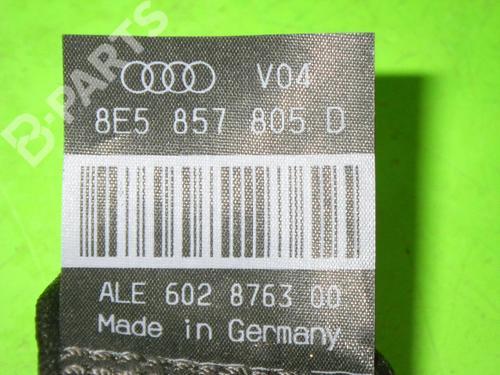 B-PARTS
V04
8E5 857 805 D
ALE 602 8763 00
Made in Germany